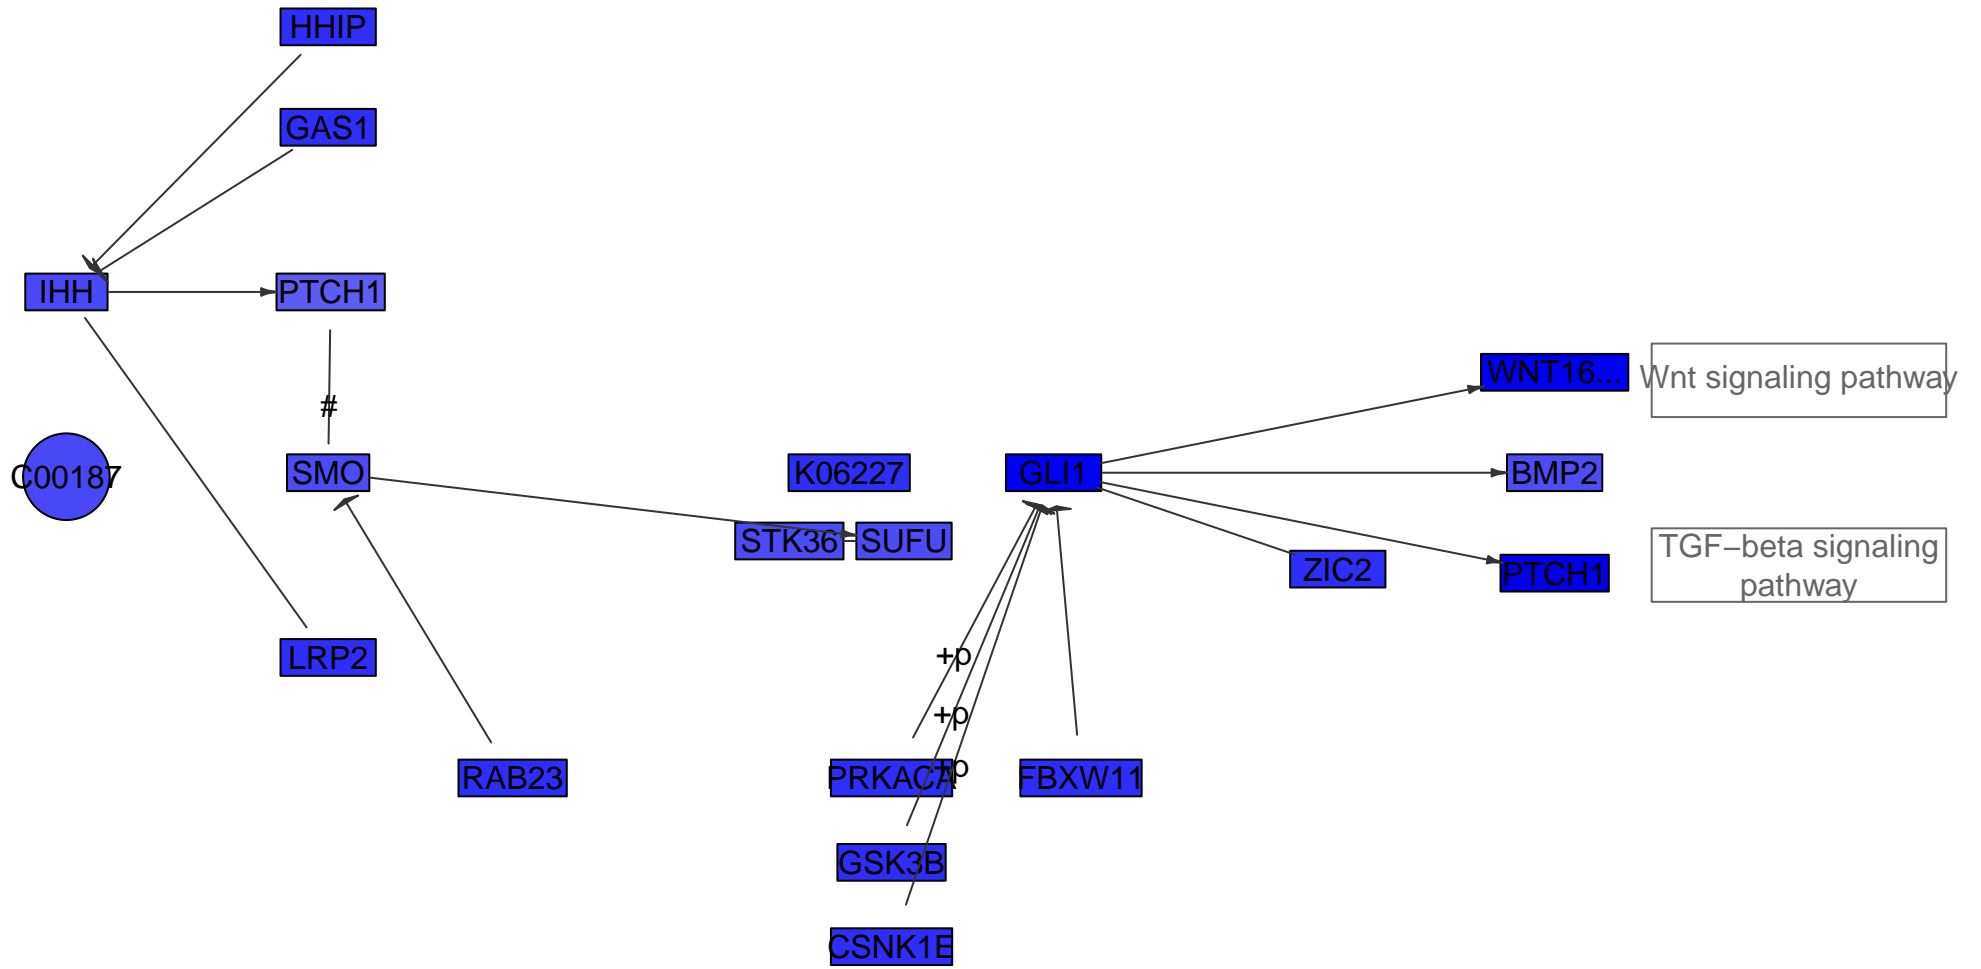 HHIP
GAS1
IHH
PTCH1
WNT16...
Wnt signaling pathway
#
C00187
SMO
K06227
GLI1
BMP2
STK36
SUFU
ZIC2
PTCH1
TGF−beta signaling
pathway
LRP2
+p
+p
+p
RAB23
PRKACA
FBXW11
GSK3B
CSNK1E